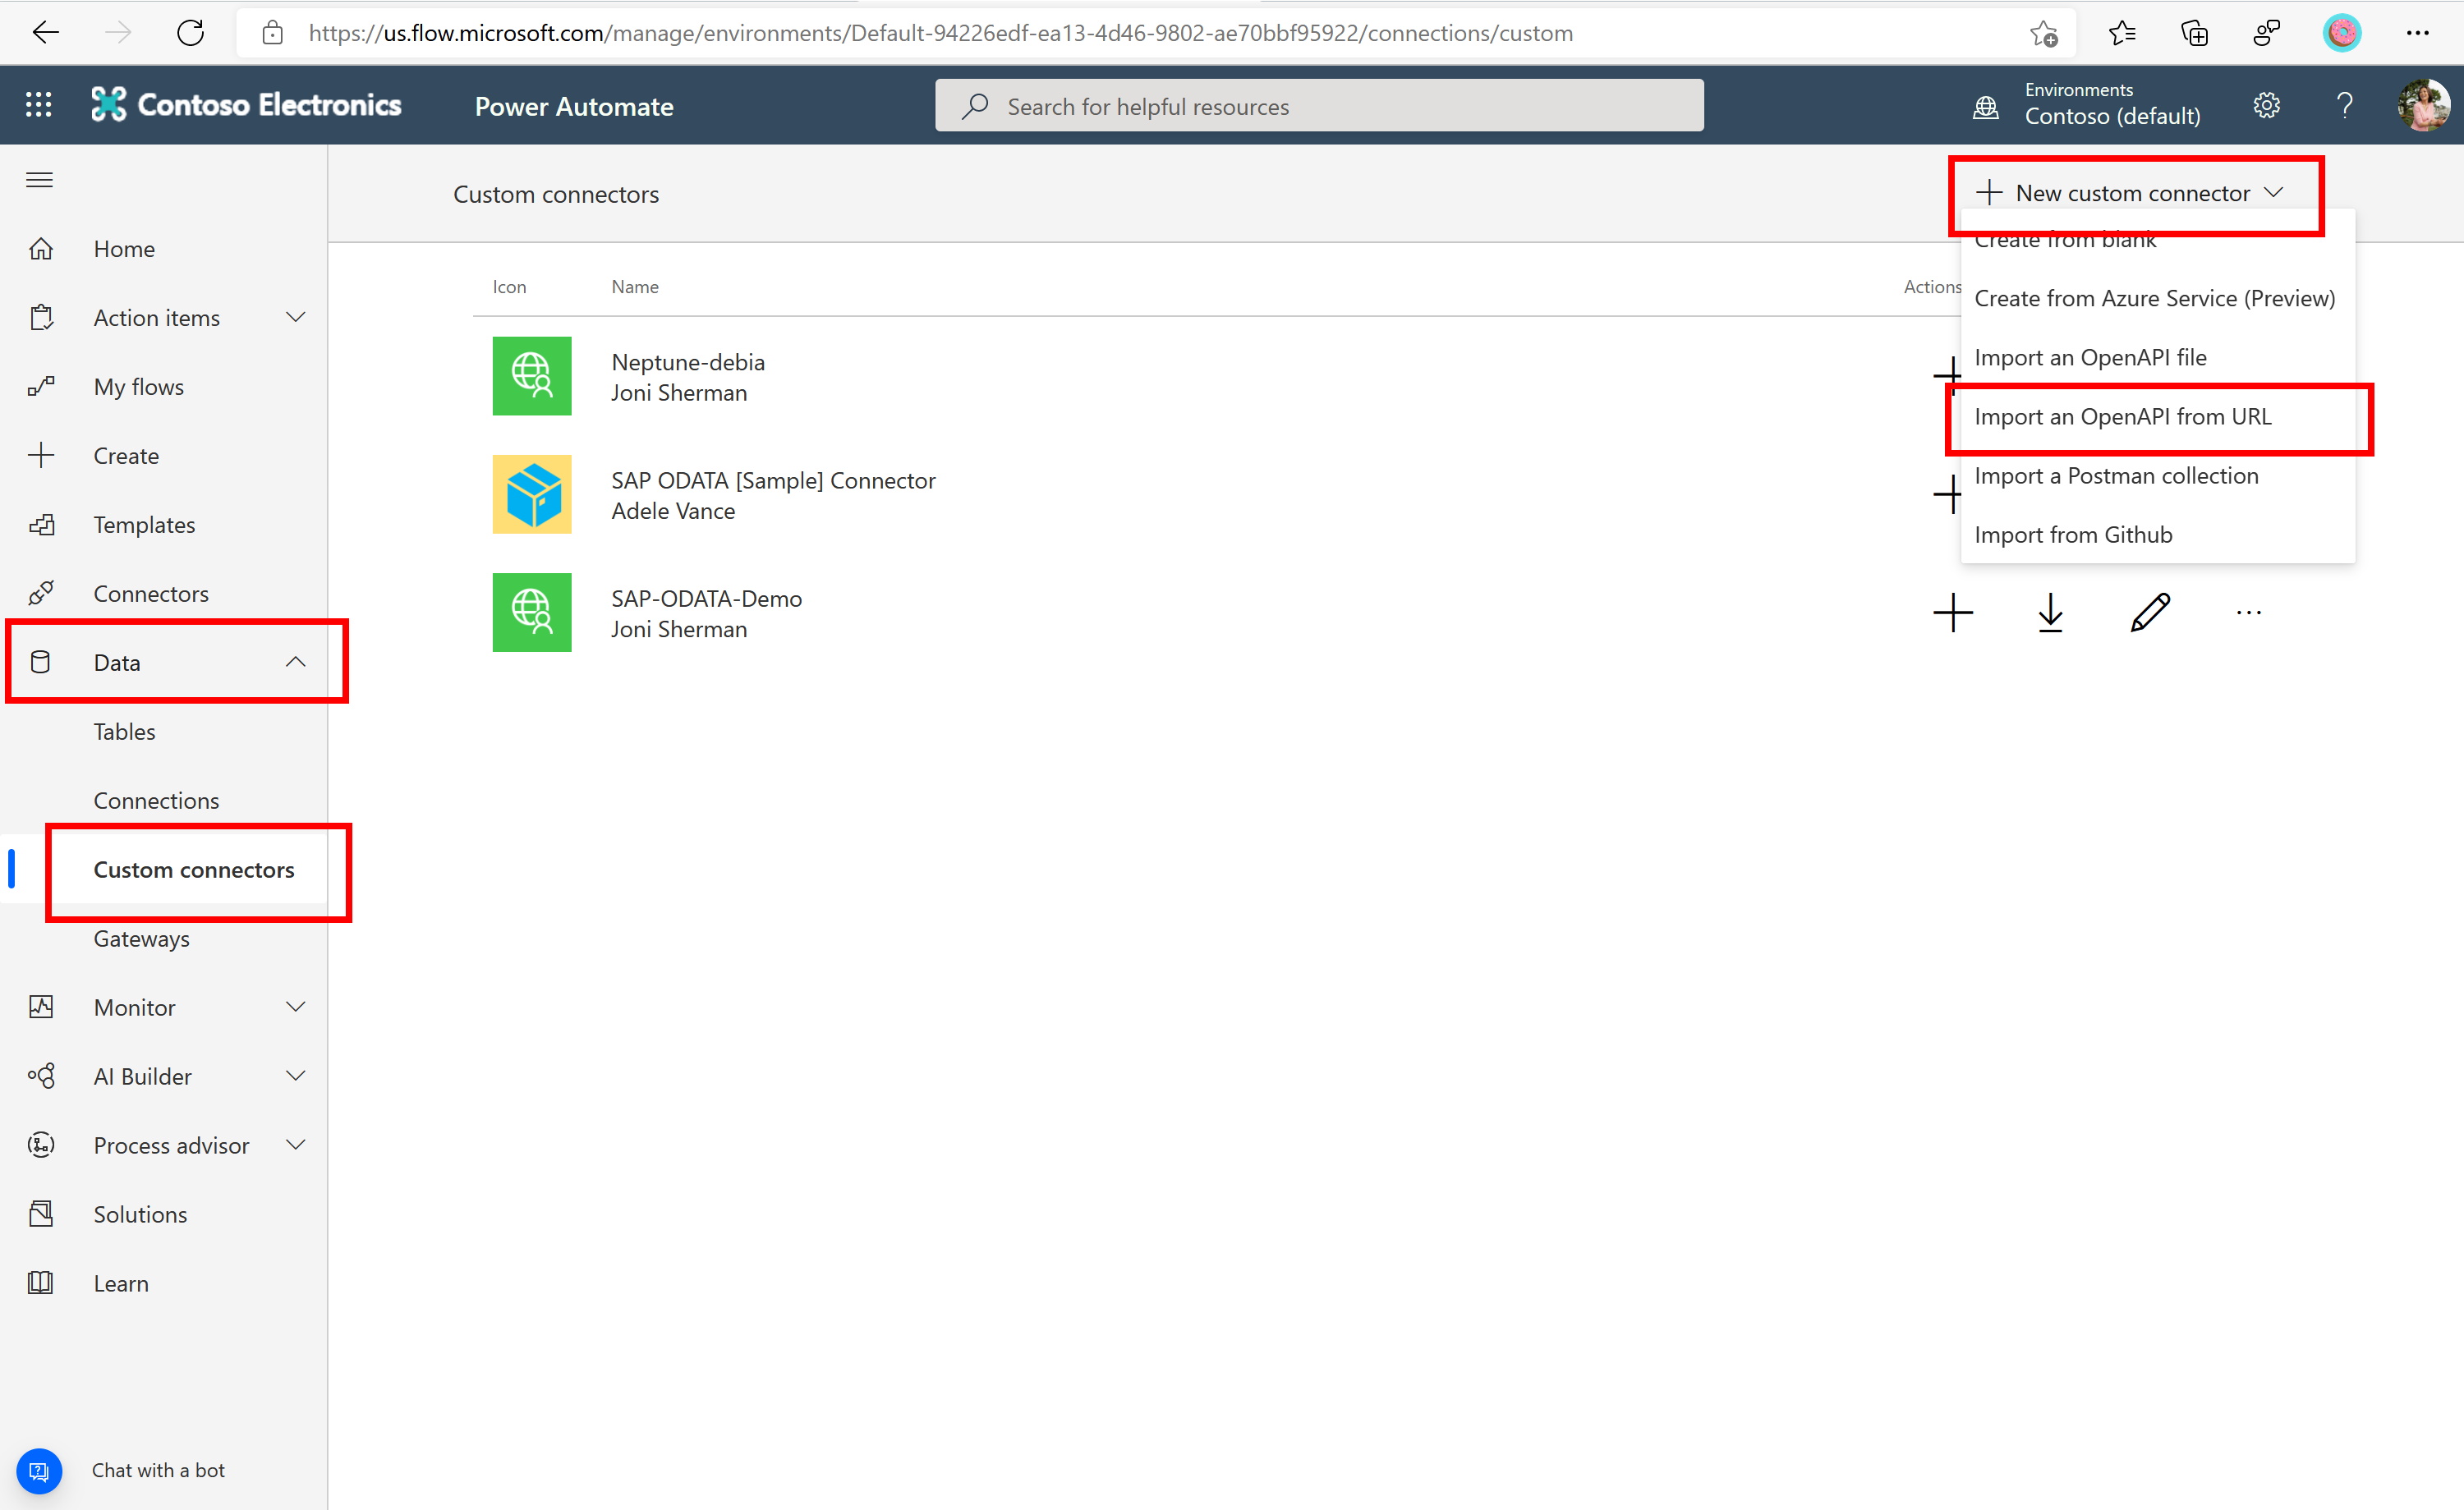 https://us.flow.microsoft.com/manage/environments/Default-94226edf-ea13-4d46-9802-ae70bbf95922/connections/custom
Contoso Electronics
Power Automate
Search for helpful resources
Environments
Contoso (default)
Custom connectors
New custom connector
Create from blank
Create from Azure Service (Preview)
Import an OpenAPI file
Import an OpenAPI from URL
Import a Postman collection
Import from Github
Icon
Name
Actions
Neptune-debia
Joni Sherman
SAP ODATA [Sample] Connector
Adele Vance
SAP-ODATA-Demo
Joni Sherman
Home
Action items
My flows
Create
Templates
Connectors
Data
Tables
Connections
Custom connectors
Gateways
Monitor
AI Builder
Process advisor
Solutions
Learn
Chat with a bot